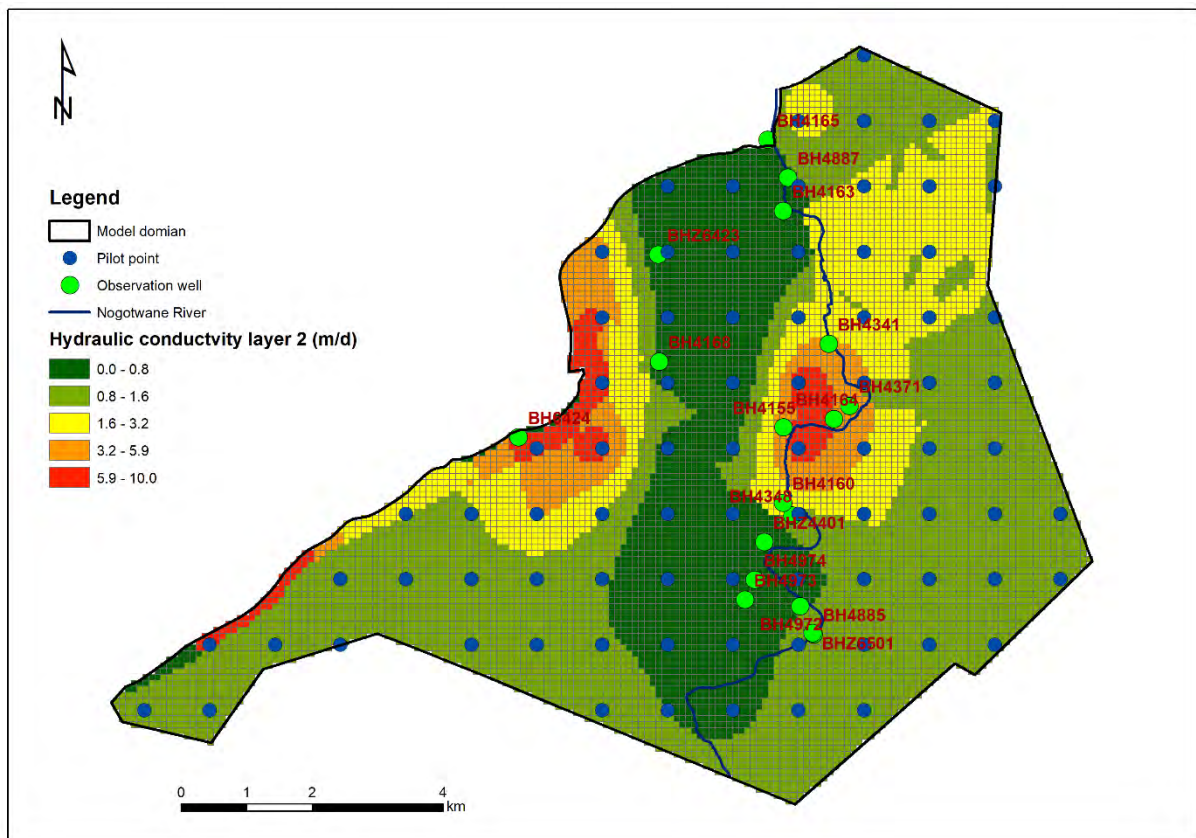 N
BH4165
BH4887
BH4163
BHZ6423
BH4341
BH4168
BH4371
BH4164
BH4155
BH6424
BH4160
BH4348
BHZ4401
BH4974
BH4973
BH4885
BH4972
BHZ6501
Legend
Model domian
Pilot point
Observation well
Nogotwane River
Hydraulic conductvity layer 2 (m/d)
0.0 - 0.8
0.8 - 1.6
1.6 - 3.2
3.2 - 5.9
5.9 - 10.0
0 1 2 4
km